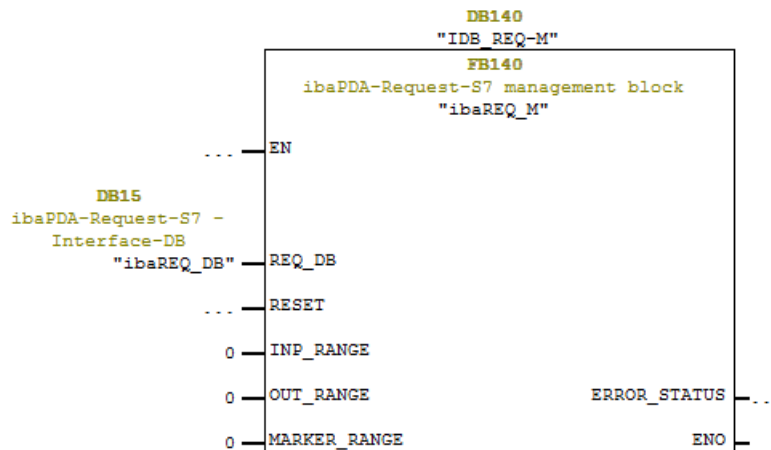 DB140
"IDB_REQ-M"
FB140
ibaPDA-Request-S7 management block
"ibaREQ_M"
... EN
DB15
ibaPDA-Request-S7 -
Interface-DB
"ibaREQ_DB" REQ_DB
... RESET
0 INP_RANGE
0 OUT_RANGE ERROR_STATUS ..
0 MARKER_RANGE ENO